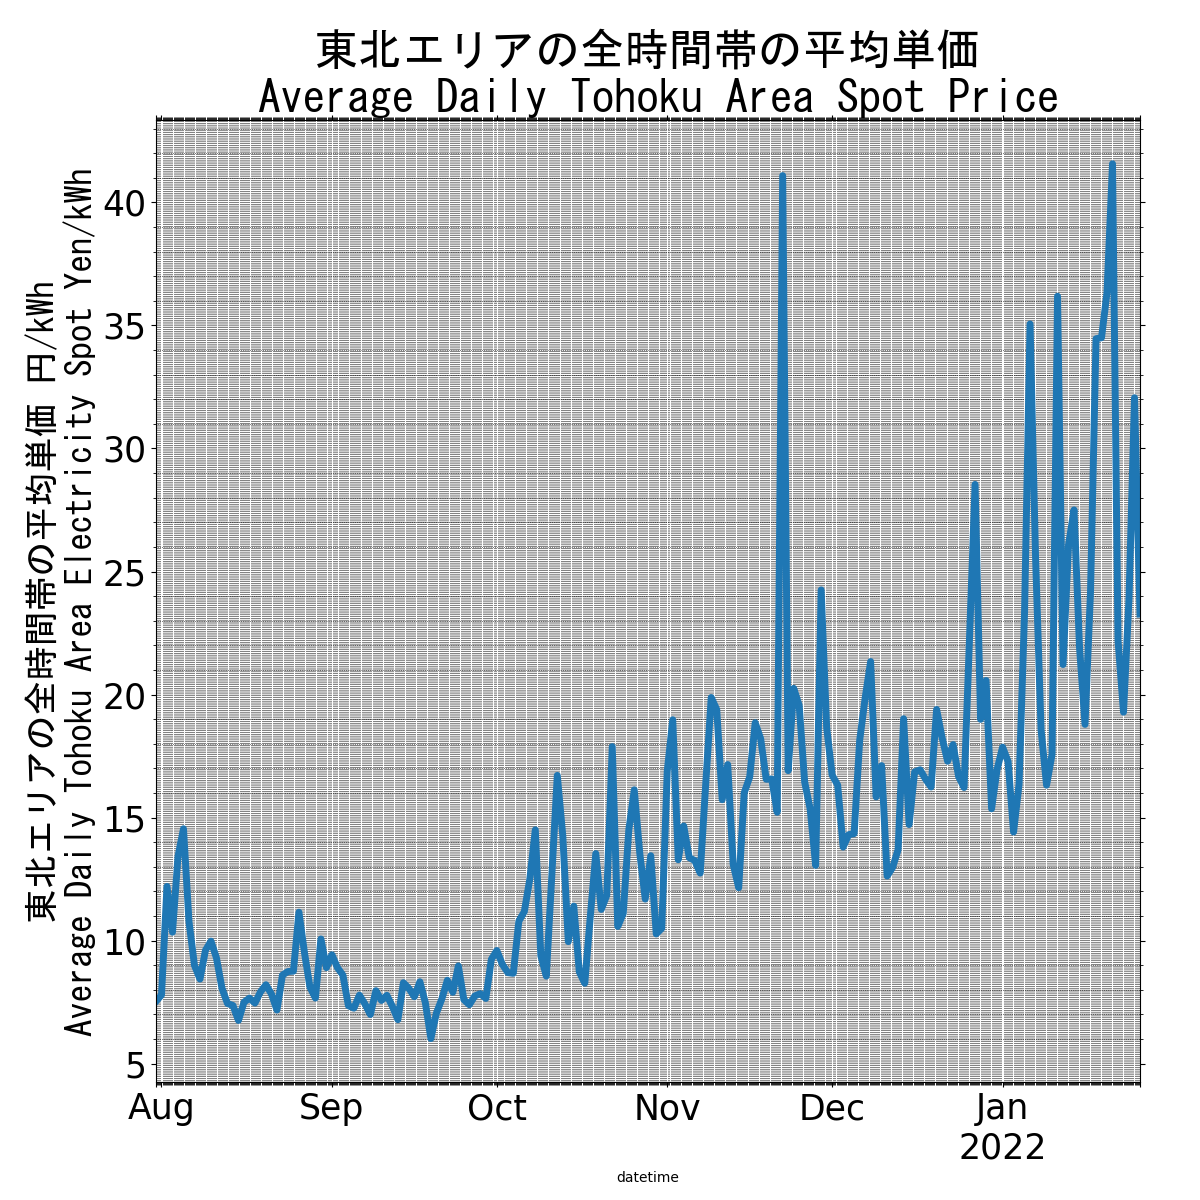 東北エリアの全時間帯の平均単価
Average Daily Tohoku Area Spot Price
東北エリアの全時間帯の平均単価 円/kWh
Average Daily Tohoku Area Electricity Spot Yen/kWh
40
35
30
25
20
15
10
5
Aug
Sep
Oct
Nov
Dec
Jan
2022
datetime